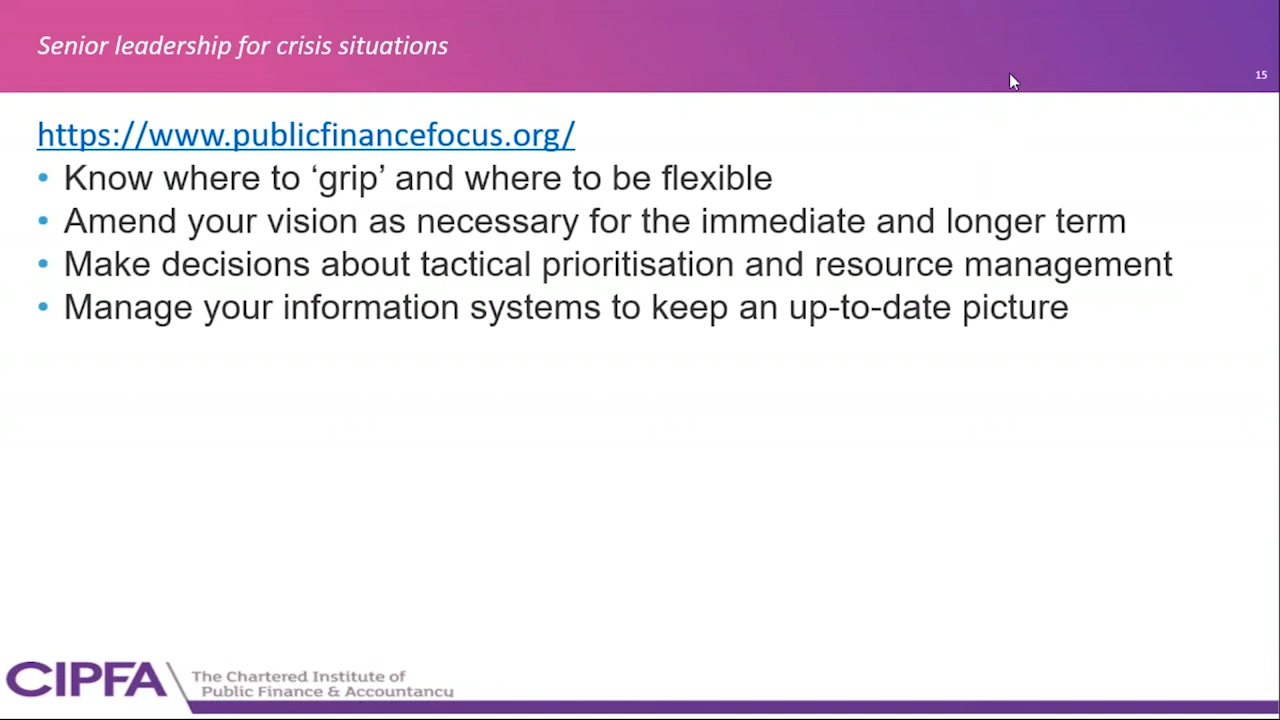 Senior leadership for crisis situations
15
https://www.publicfinancefocus.org/
• Know where to ‘grip’ and where to be flexible
• Amend your vision as necessary for the immediate and longer term
• Make decisions about tactical prioritisation and resource management
• Manage your information systems to keep an up-to-date picture
CIPFA
The Chartered Institute of
Public Finance & Accountancy